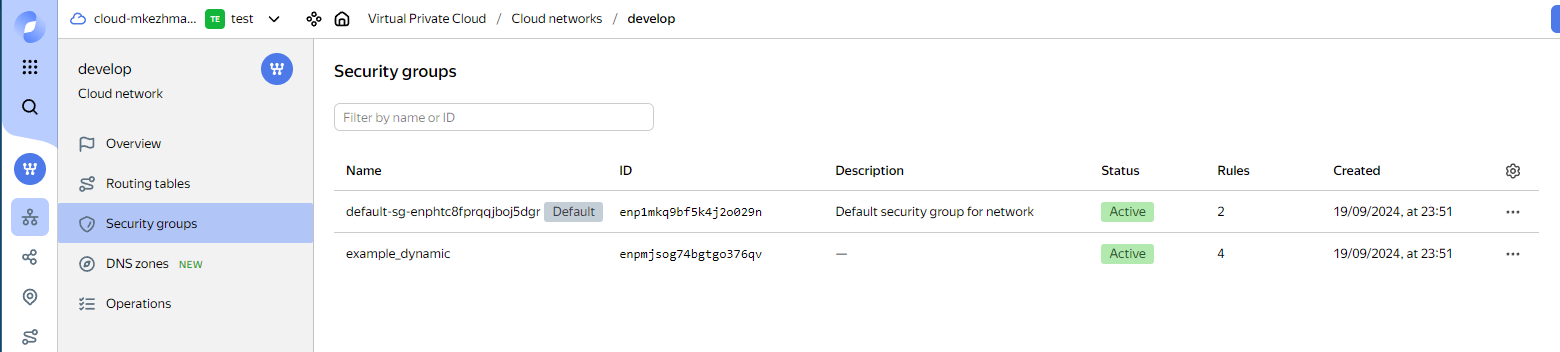 cloud-mkezhma... TE test Virtual Private Cloud / Cloud networks / develop
develop
Cloud network
Overview
Routing tables
Security groups
DNS zones NEW
Operations
Security groups
Filter by name or ID
Name ID Description Status Rules Created
default-sg-enphtc8fprqqjboj5dgr Default enp1mkq9bf5k4j2o029n Default security group for network Active 2 19/09/2024, at 23:51 ...
example_dynamic enpmjsog74bgtgo376qv — Active 4 19/09/2024, at 23:51 ...